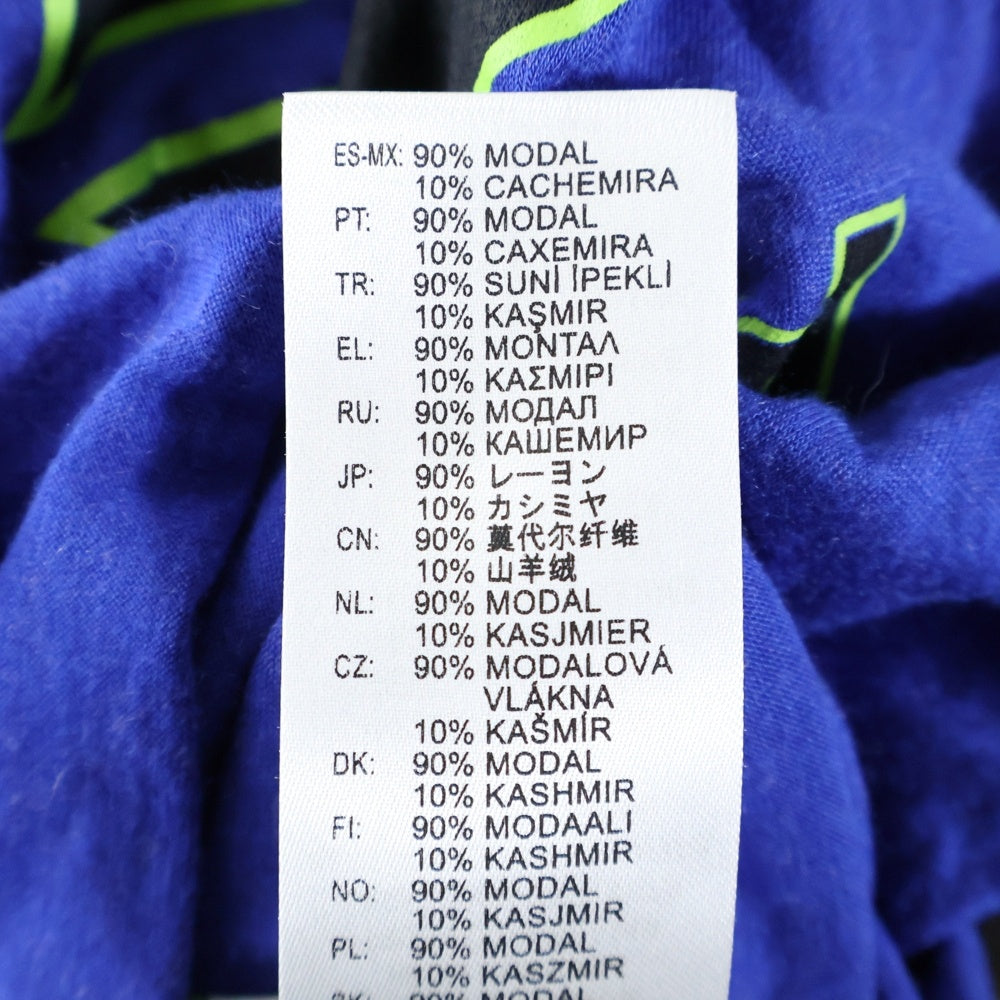 ES-MX: 90% MODAL
10% CACHEMIRA
PT: 90% MODAL
10% CAXEMIRA
TR: 90% SUNİ İPEKLİ
10% KAŞMIR
EL: 90% ΜΟΝΤΑΛ
10% ΚΑΣΜΙΡΙ
RU: 90% МОДАЛ
10% КАШЕМИР
JP: 90% レーヨン
10% カシミヤ
CN: 90% 莫代尔纤维
10% 山羊绒
NL: 90% MODAL
10% KASJMIER
CZ: 90% MODALOVÁ
VLÁKNA
10% KAŠMÍR
DK: 90% MODAL
10% KASHMIR
FI: 90% MODAALI
10% KASHMIR
NO: 90% MODAL
10% KASJMIR
PL: 90% MODAL
10% KASZMIR
90% MODAL